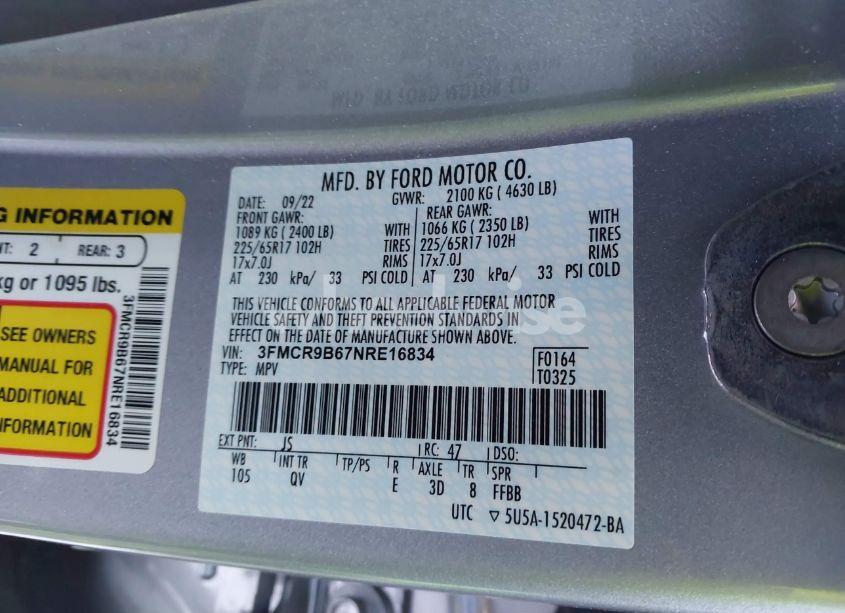 MFD. BY FORD MOTOR CO.
DATE: 09/22 GVWR: 2100 KG ( 4630 LB)
FRONT GAWR: REAR GAWR:
1089 KG ( 2400 LB) WITH 1066 KG ( 2350 LB) WITH
225/65R17 102H TIRES 225/65R17 102H TIRES
17x7.0J RIMS 17x7.0J RIMS
AT 230 kPa/ 33 PSI COLD AT 230 kPa/ 33 PSI COLD
THIS VEHICLE CONFORMS TO ALL APPLICABLE FEDERAL MOTOR
VEHICLE SAFETY AND THEFT PREVENTION STANDARDS IN
EFFECT ON THE DATE OF MANUFACTURE SHOWN ABOVE.
VIN: 3FMCR9B67NRE16834 F0164
TYPE: MPV T0325
EXT PNT: JS RC: 47 DSO:
WB INT TR TP/PS R AXLE TR SPR
105 QV E 3D 8 FFBB
UTC ▽ 5U5A-1520472-BA
G INFORMATION
NT: 2 REAR: 3
kg or 1095 lbs.
SEE OWNERS
MANUAL FOR
ADDITIONAL
INFORMATION
3FMCR9B67NRE16834